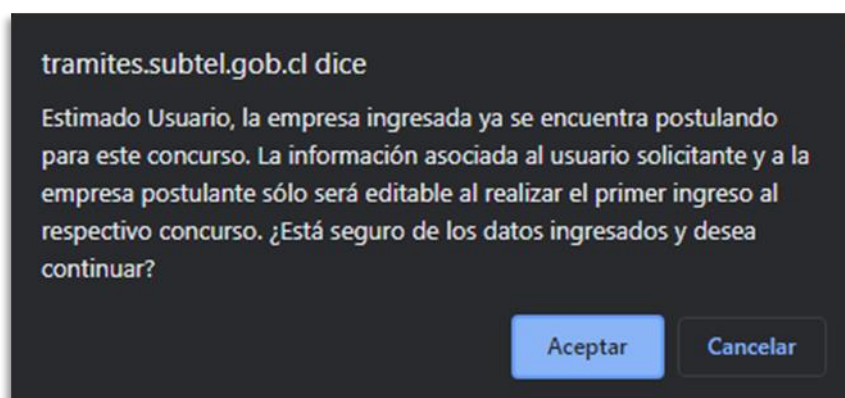 tramites.subtel.gob.cl dice
Estimado Usuario, la empresa ingresada ya se encuentra postulando
para este concurso. La información asociada al usuario solicitante y a la
empresa postulante sólo será editable al realizar el primer ingreso al
respectivo concurso. ¿Está seguro de los datos ingresados y desea
continuar?
Aceptar
Cancelar